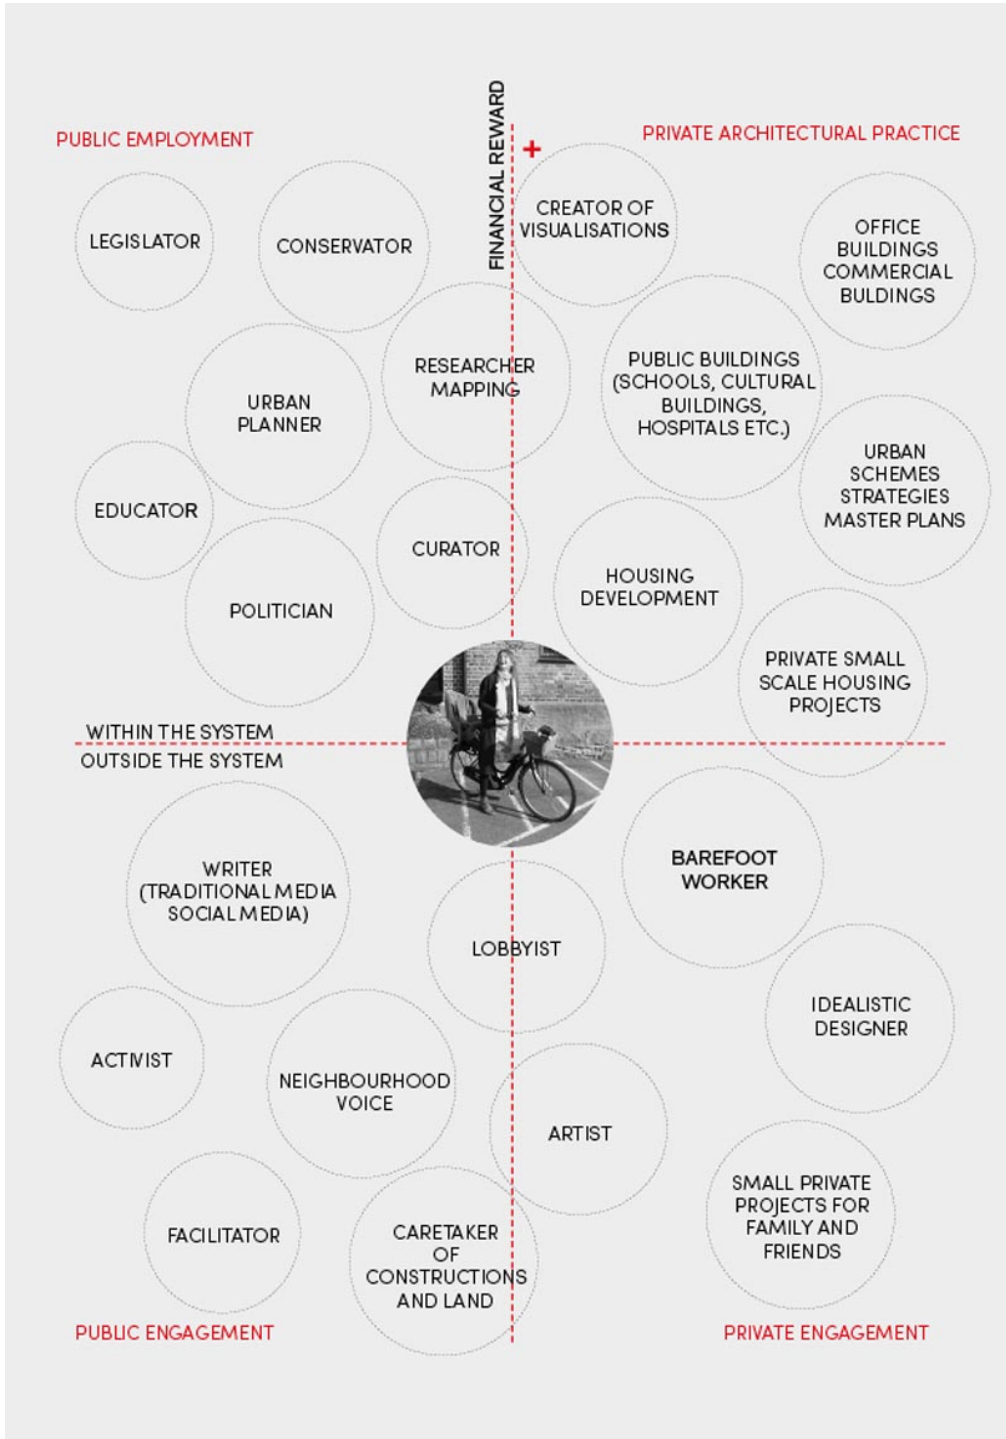 FINANCIAL REWARD
+
PUBLIC EMPLOYMENT
PRIVATE ARCHITECTURAL PRACTICE
LEGISLATOR
CONSERVATOR
CREATOR OF
VISUALISATIONS
OFFICE
BUILDINGS
COMMERCIAL
BULDINGS
RESEARCHER
MAPPING
PUBLIC BUILDINGS
(SCHOOLS, CULTURAL
BUILDINGS,
HOSPITALS ETC.)
URBAN
PLANNER
URBAN
SCHEMES
STRATEGIES
MASTER PLANS
EDUCATOR
CURATOR
HOUSING
DEVELOPMENT
POLITICIAN
PRIVATE SMALL
SCALE HOUSING
PROJECTS
WITHIN THE SYSTEM
OUTSIDE THE SYSTEM
WRITER
(TRADITIONAL MEDIA
SOCIAL MEDIA)
BAREFOOT
WORKER
LOBBYIST
IDEALISTIC
DESIGNER
ACTIVIST
NEIGHBOURHOOD
VOICE
ARTIST
SMALL PRIVATE
PROJECTS FOR
FAMILY AND
FRIENDS
FACILITATOR
CARETAKER
OF
CONSTRUCTIONS
AND LAND
PUBLIC ENGAGEMENT
PRIVATE ENGAGEMENT